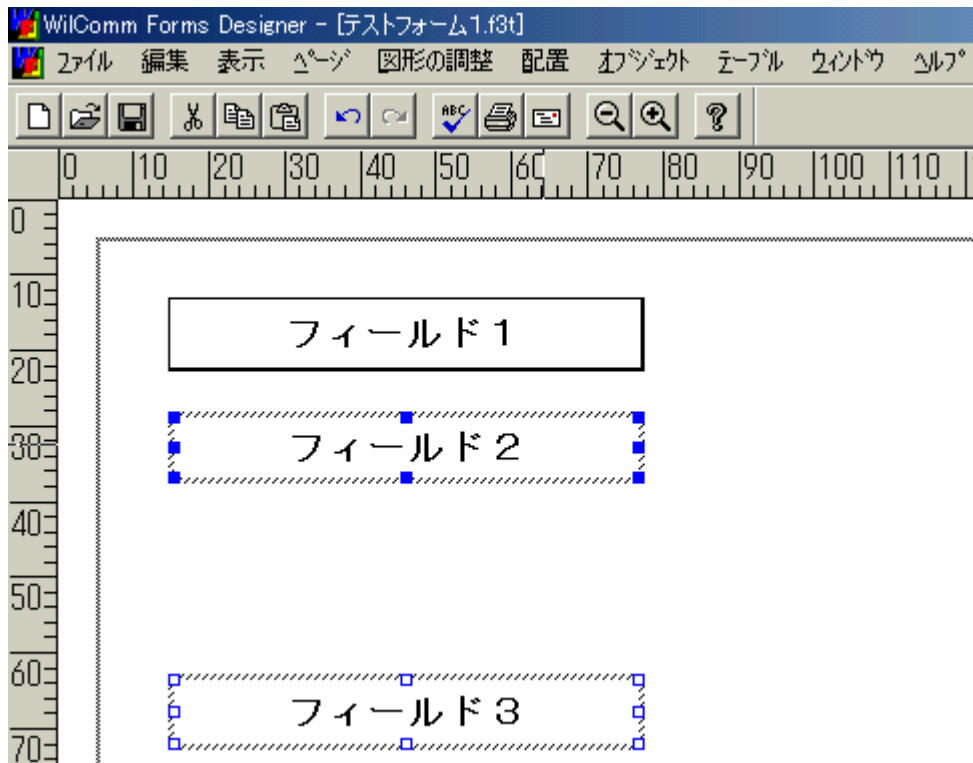 WilComm Forms Designer - [テストフォーム1.f3t]
ファイル 編集 表示 ページ 図形の調整 配置 オブジェクト テーブル ウィンドウ ヘルプ
ABC
0 10 20 30 40 50 60 70 80 90 100 110
0
10
フィールド1
20
フィールド2
30
40
50
60
フィールド3
70